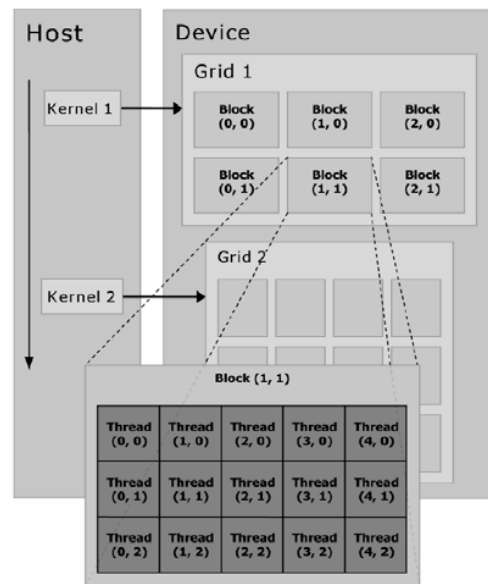 Host
Device
Grid 1
Kernel 1
Block Block Block
(0, 0) (1, 0) (2, 0)
Block Block Block
(0, 1) (1, 1) (2, 1)
Grid 2
Kernel 2
Block (1, 1)
Thread Thread Thread Thread Thread
(0, 0) (1, 0) (2, 0) (3, 0) (4, 0)
Thread Thread Thread Thread Thread
(0, 1) (1, 1) (2, 1) (3, 1) (4, 1)
Thread Thread Thread Thread Thread
(0, 2) (1, 2) (2, 2) (3, 2) (4, 2)